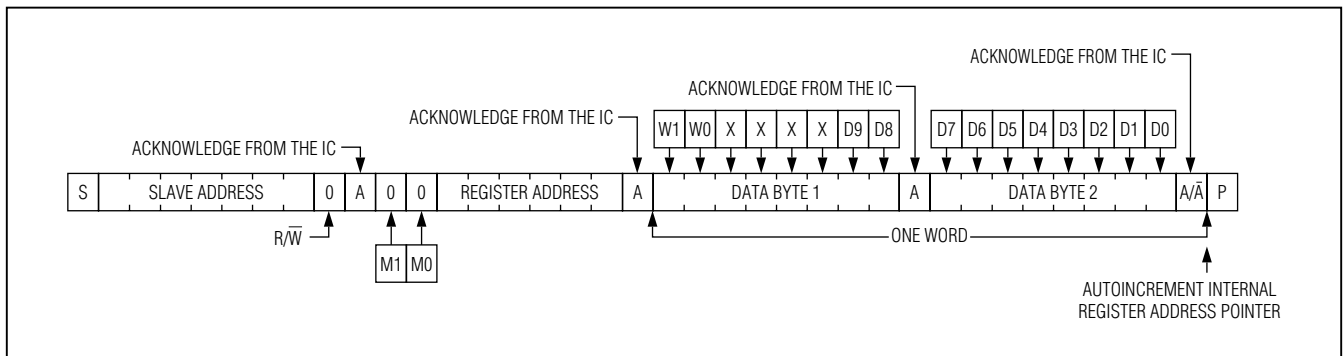 ACKNOWLEDGE FROM THE IC
ACKNOWLEDGE FROM THE IC
ACKNOWLEDGE FROM THE IC
W1 W0 X X X X D9 D8 D7 D6 D5 D4 D3 D2 D1 D0
ACKNOWLEDGE FROM THE IC
S SLAVE ADDRESS 0 A 0 0 REGISTER ADDRESS A DATA BYTE 1 A DATA BYTE 2 A/A̅ P
R/W̅
ONE WORD
M1 M0
AUTOINCREMENT INTERNAL
REGISTER ADDRESS POINTER